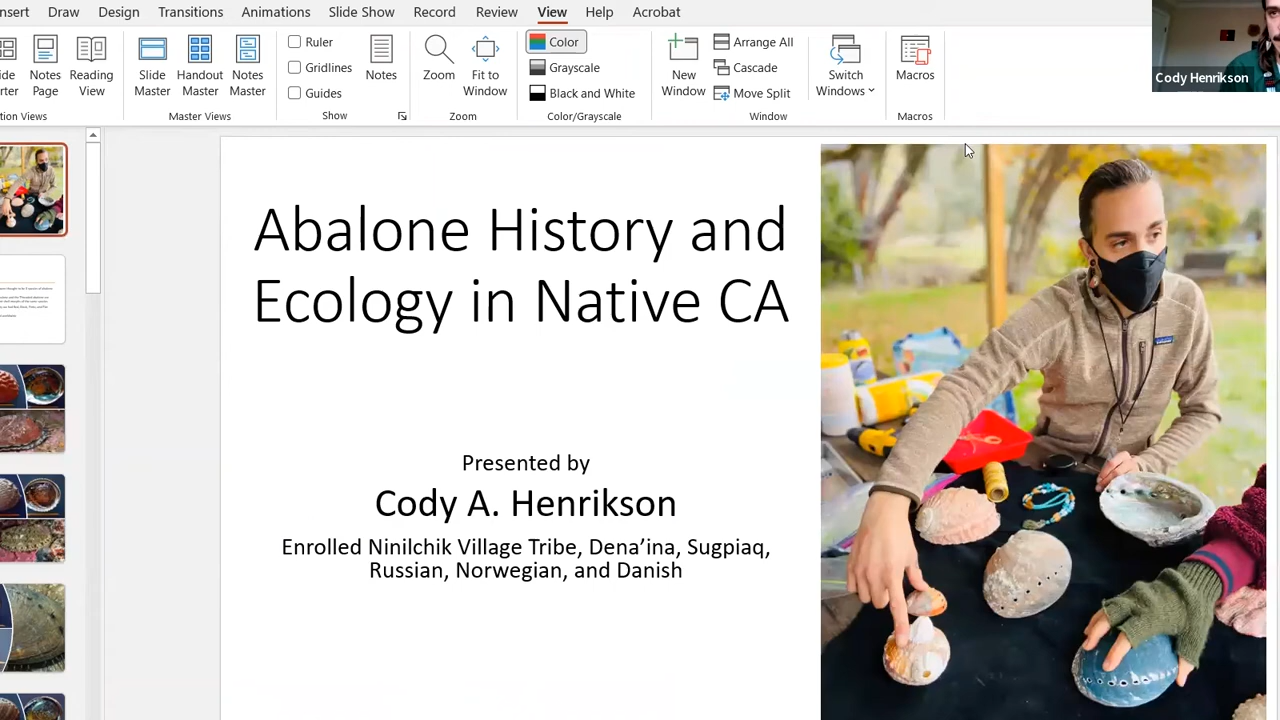 nsert Draw Design Transitions Animations Slide Show Record Review View Help Acrobat
Cody Henrikson
Notes Page
Reading View
Slide Master
Handout Master
Notes Master
Ruler
Gridlines
Guides
Notes
Zoom
Fit to Window
Color
Grayscale
Black and White
New Window
Arrange All
Cascade
Move Split
Switch Windows
Macros
Master Views
Show
Zoom
Color/Grayscale
Window
Macros
Abalone History and
Ecology in Native CA
Presented by
Cody A. Henrikson
Enrolled Ninilchik Village Tribe, Dena’ina, Sugpiaq,
Russian, Norwegian, and Danish